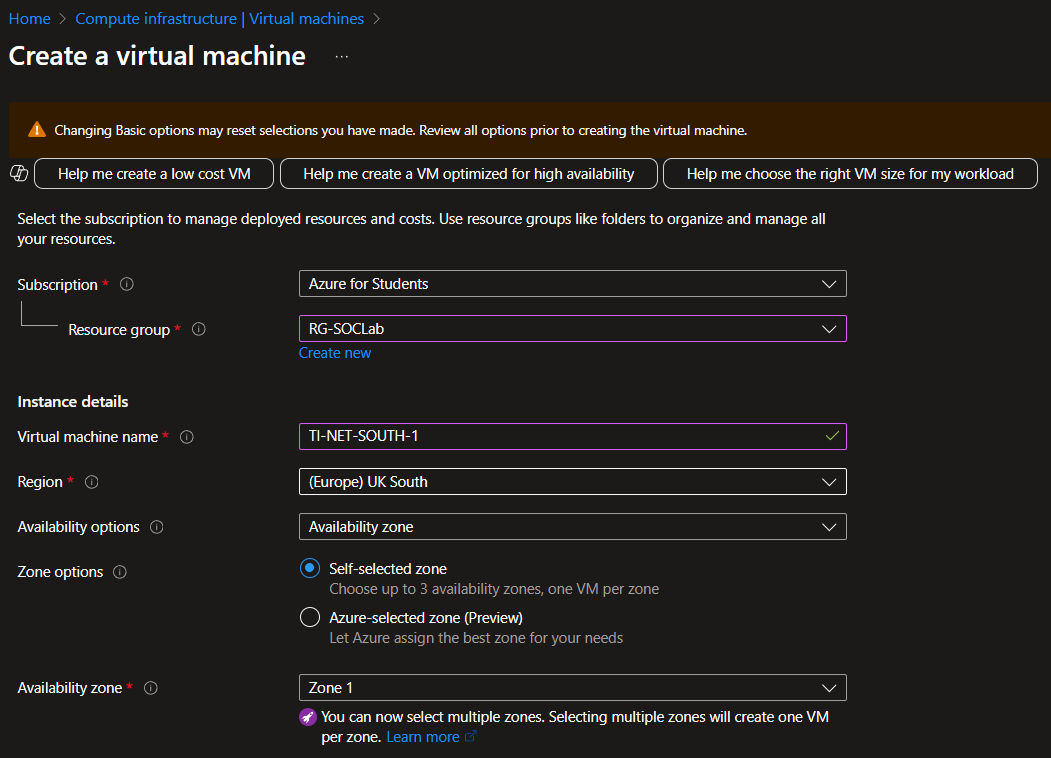 Home > Compute infrastructure | Virtual machines >
Create a virtual machine ...
Changing Basic options may reset selections you have made. Review all options prior to creating the virtual machine.
Help me create a low cost VM Help me create a VM optimized for high availability Help me choose the right VM size for my workload
Select the subscription to manage deployed resources and costs. Use resource groups like folders to organize and manage all
your resources.
Subscription * Azure for Students
Resource group * RG-SOCLab
Create new
Instance details
Virtual machine name * TI-NET-SOUTH-1
Region * (Europe) UK South
Availability options Availability zone
Zone options Self-selected zone
Choose up to 3 availability zones, one VM per zone
Azure-selected zone (Preview)
Let Azure assign the best zone for your needs
Availability zone * Zone 1
You can now select multiple zones. Selecting multiple zones will create one VM
per zone. Learn more